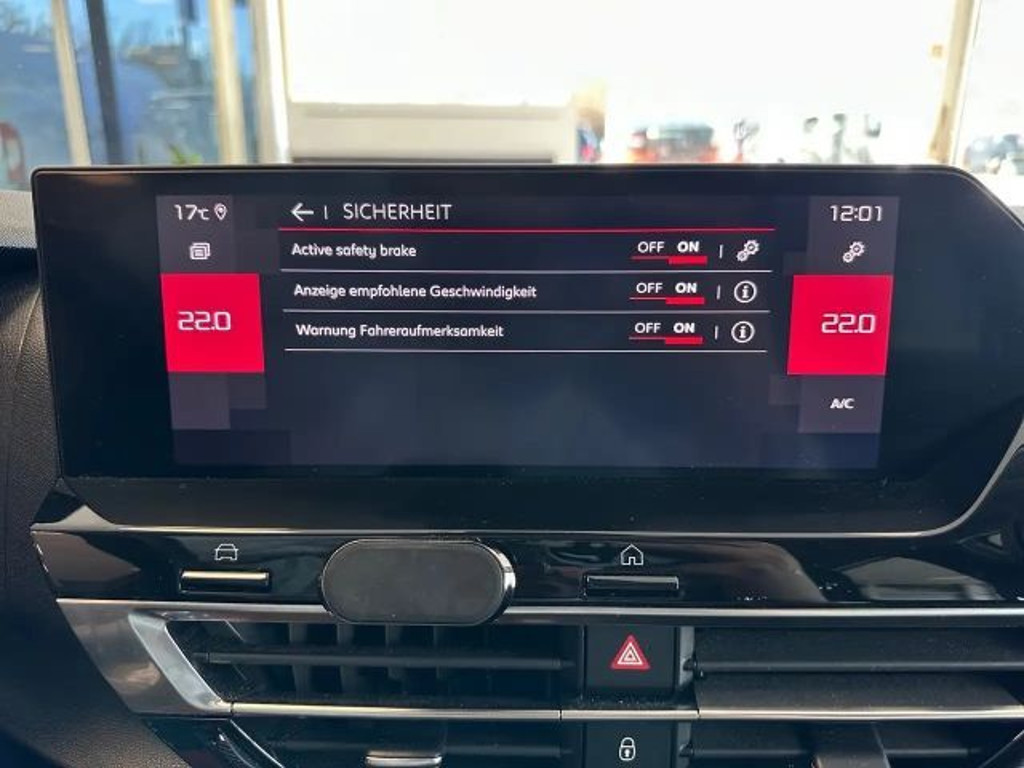 17°C
SICHERHEIT
12:01
Active safety brake OFF ON
22.0
Anzeige empfohlene Geschwindigkeit OFF ON
22.0
Warnung Fahreraufmerksamkeit OFF ON
A/C